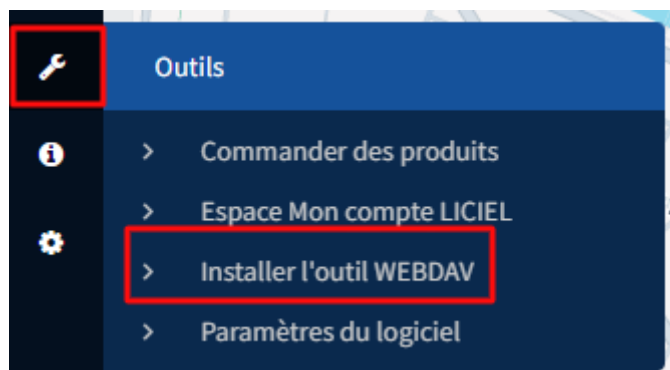 Outils
Commander des produits
Espace Mon compte LICIEL
Installer l'outil WEBDAV
Paramètres du logiciel